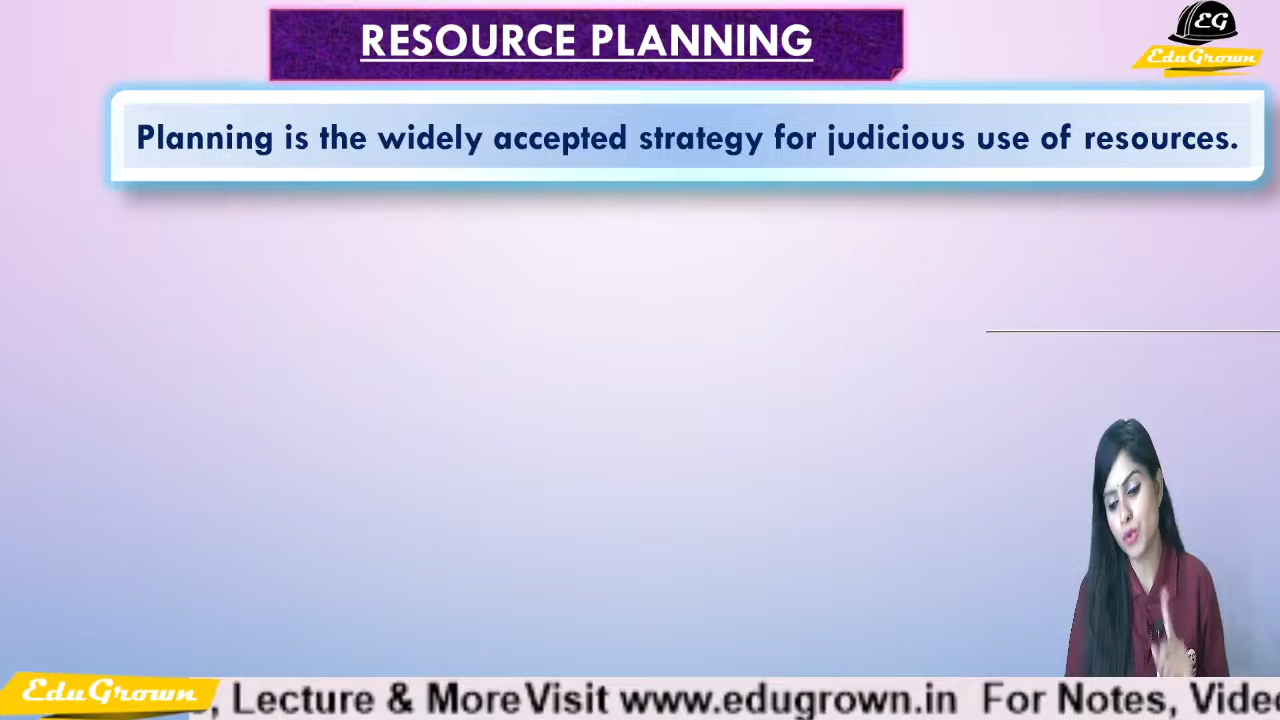 RESOURCE PLANNING
EG
EduGrown
Planning is the widely accepted strategy for judicious use of resources.
EduGrown
, Lecture & More Visit www.edugrown.in For Notes, Vide